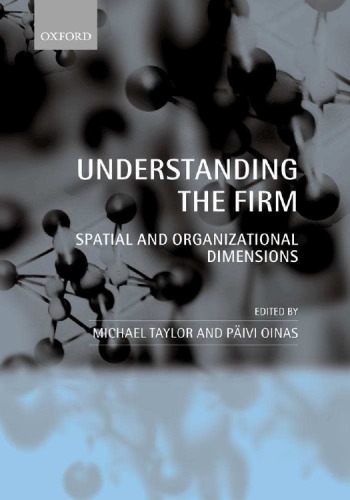 OXFORD
UNDERSTANDING
THE FIRM
SPATIAL AND ORGANIZATIONAL
DIMENSIONS
EDITED BY
MICHAEL TAYLOR AND PÄIVI OINAS